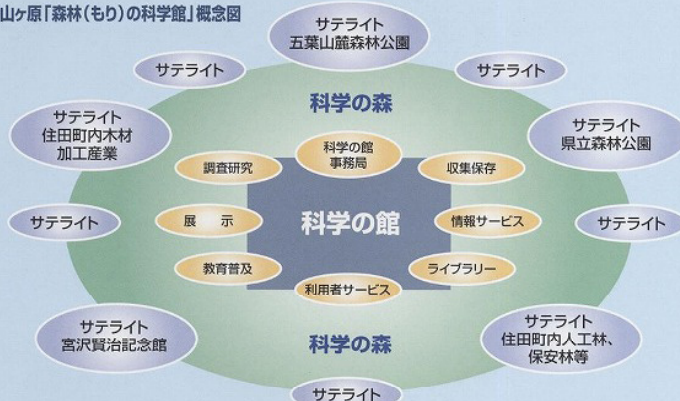 山ヶ原「森林(もり)の科学館」概念図
サテライト
五葉山麓森林公園
サテライト
サテライト
科学の森
サテライト
住田町内木材
加工産業
サテライト
県立森林公園
科学の館
事務局
調査研究
収集保存
サテライト
展　示
科学の館
情報サービス
サテライト
教育普及
ライブラリー
利用者サービス
サテライト
宮沢賢治記念館
科学の森
サテライト
住田町内人工林、
保安林等
サテライト